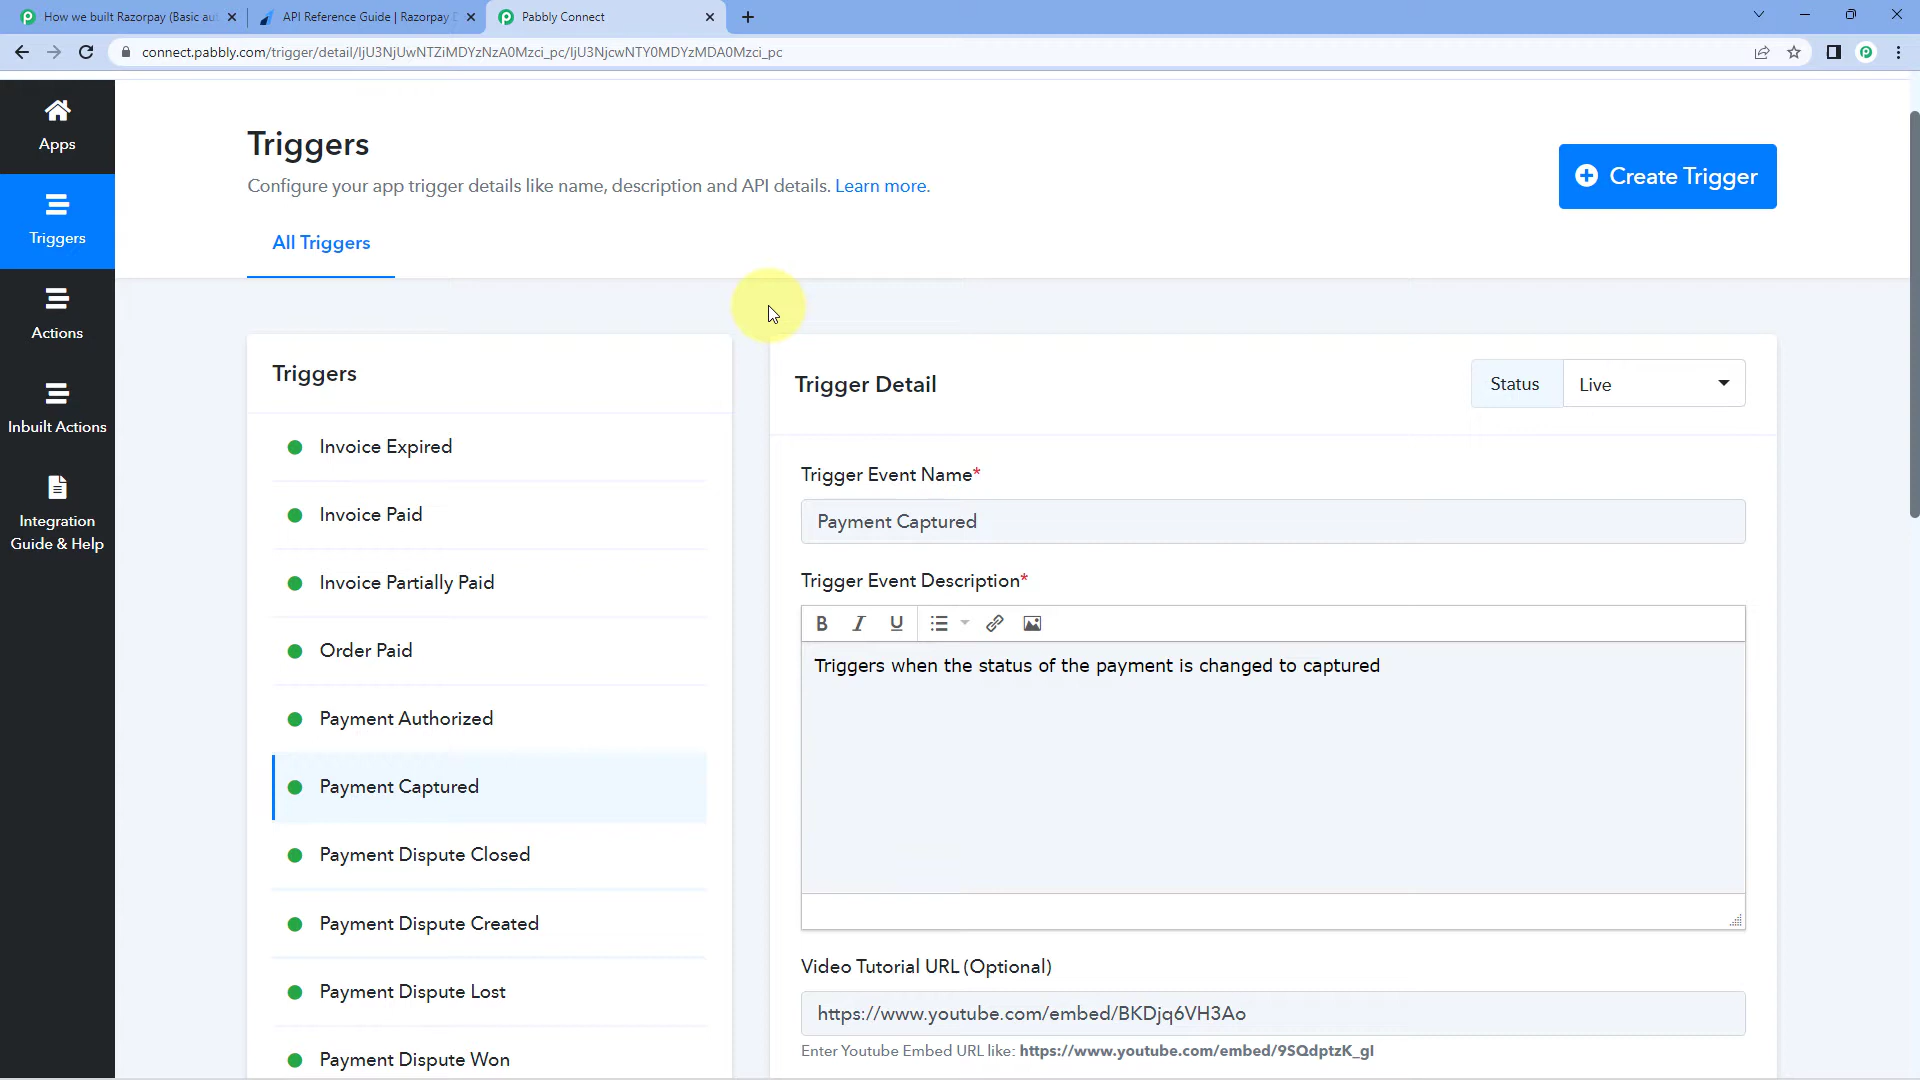 How we built Razorpay (Basic au
API Reference Guide | Razorpay D
Pabbly Connect
connect.pabbly.com/trigger/detail/IjU3NjUwNTZiMDYzNzA0Mzci_pc/IjU3NjcwNTY0MDYzMDA0Mzci_pc
Apps
Triggers
Actions
Inbuilt Actions
Integration
Guide & Help
Triggers
Configure your app trigger details like name, description and API details. Learn more.
Create Trigger
All Triggers
Triggers
Invoice Expired
Invoice Paid
Invoice Partially Paid
Order Paid
Payment Authorized
Payment Captured
Payment Dispute Closed
Payment Dispute Created
Payment Dispute Lost
Payment Dispute Won
Trigger Detail
Status
Live
Trigger Event Name*
Payment Captured
Trigger Event Description*
B I U
Triggers when the status of the payment is changed to captured
Video Tutorial URL (Optional)
https://www.youtube.com/embed/BKDjq6VH3Ao
Enter Youtube Embed URL like: https://www.youtube.com/embed/9SQdptzK_gI